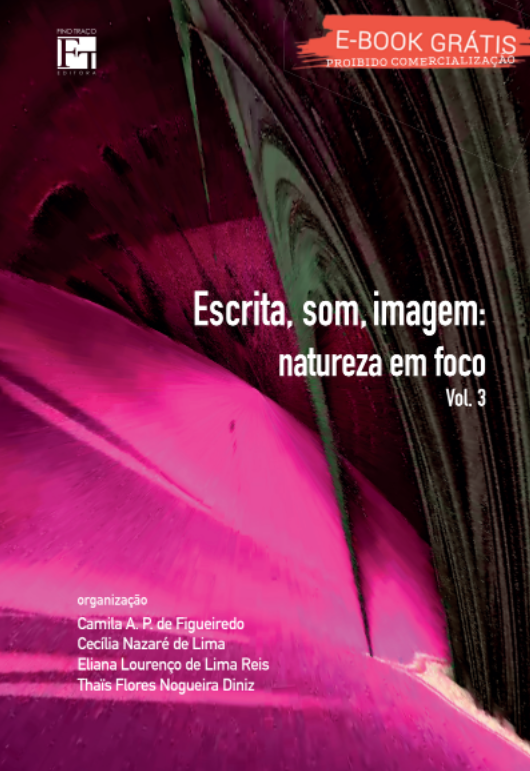 FINO TRAÇO
EDITORA
E-BOOK GRÁTIS
PROIBIDO COMERCIALIZAÇÃO
Escrita, som, imagem:
natureza em foco
Vol. 3
organização
Camila A. P. de Figueiredo
Cecília Nazaré de Lima
Eliana Lourenço de Lima Reis
Thaïs Flores Nogueira Diniz